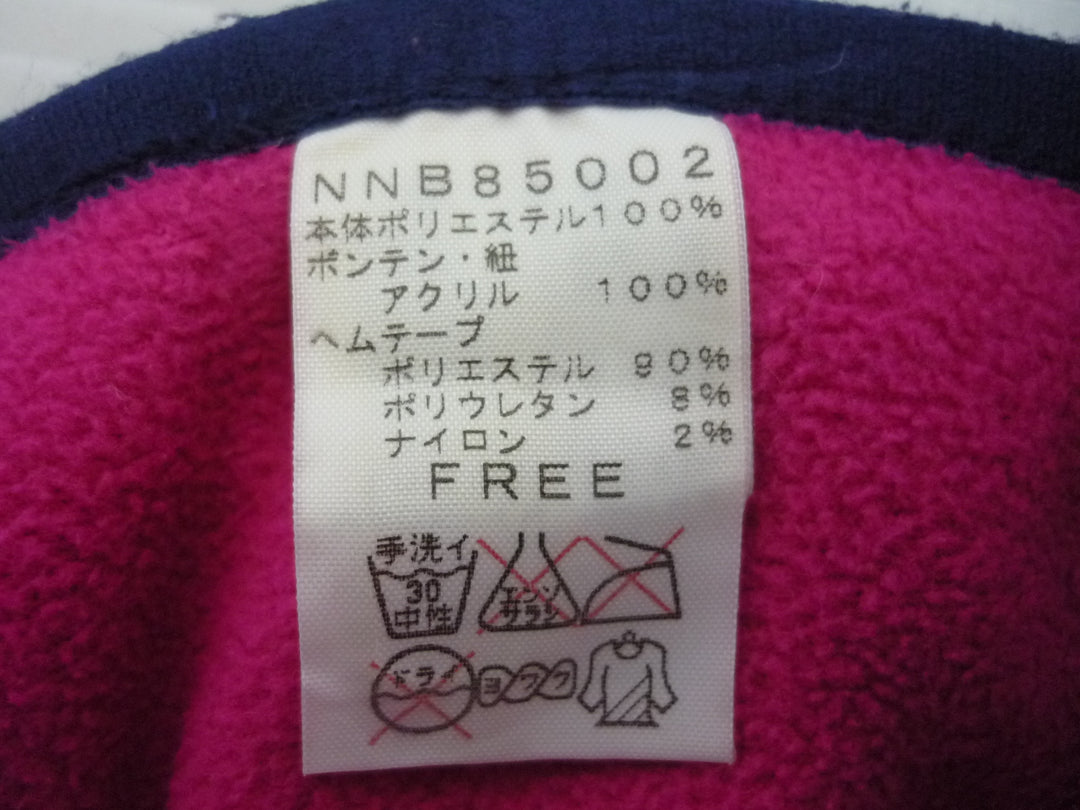 NNB85002
本体ポリエステル100%
ポンテン・紐
アクリル 100%
ヘムテープ
ポリエステル 90%
ポリウレタン 8%
ナイロン 2%
FREE
手洗イ
30
中性
エンソ
サラシ
ドライ
ヨワク